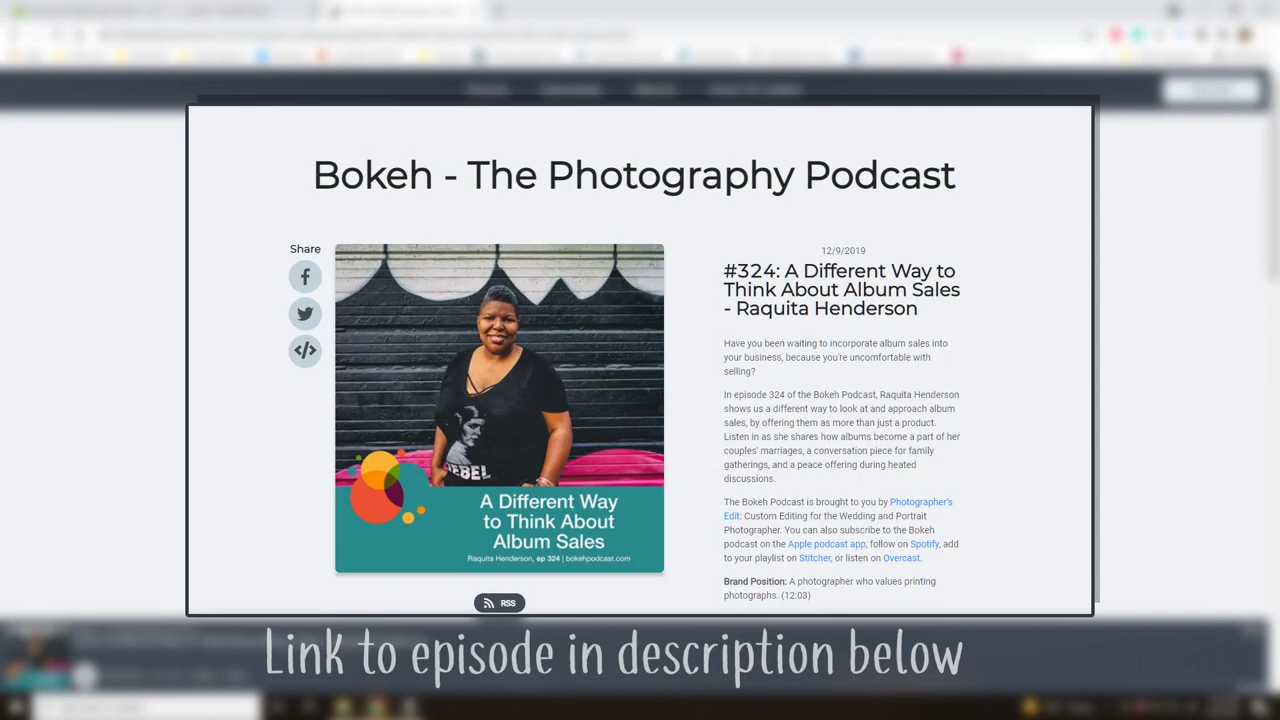 Bokeh - The Photography Podcast
Share
REBEL
A Different Way
to Think About
Album Sales
Raquita Henderson, ep 324 | bokehpodcast.com
RSS
12/9/2019
#324: A Different Way to
Think About Album Sales
- Raquita Henderson
Have you been waiting to incorporate album sales into
your business, because you're uncomfortable with
selling?
In episode 324 of the Bokeh Podcast, Raquita Henderson
shows us a different way to look at and approach album
sales, by offering them as more than just a product.
Listen in as she shares how albums become a part of her
couples' marriages, a conversation piece for family
gatherings, and a peace offering during heated
discussions.
The Bokeh Podcast is brought to you by Photographer's
Edit: Custom Editing for the Wedding and Portrait
Photographer. You can also subscribe to the Bokeh
podcast on the Apple podcast app, follow on Spotify, add
to your playlist on Stitcher, or listen on Overcast.
Brand Position: A photographer who values printing
photographs. (12:03)
Link to episode in description below